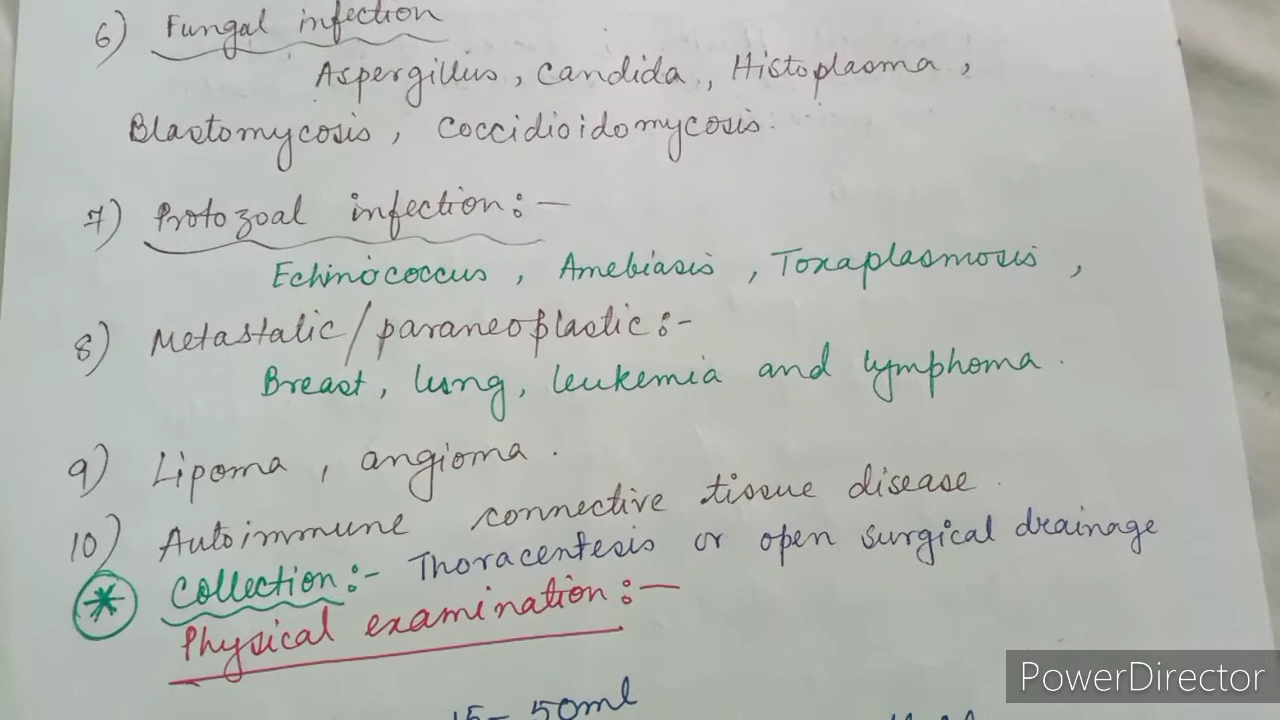 6) Fungal infection
Aspergillus, Candida, Histoplasma,
Blastomycosis, Coccidioidomycosis.
7) Protozoal infection:-
Echinococcus, Amebiasis, Toxaplasmosis,
8) Metastatic/paraneoplastic:-
Breast, lung, leukemia and lymphoma.
9) Lipoma, angioma.
10) Autoimmune connective tissue disease.
* Collection:- Thoracentesis or open surgical drainage
Physical examination:-
15-50ml
PowerDirector